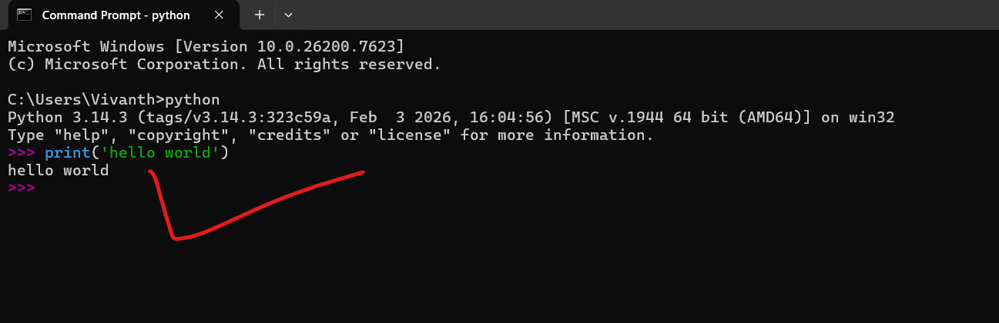 Command Prompt - python
Microsoft Windows [Version 10.0.26200.7623]
(c) Microsoft Corporation. All rights reserved.
C:\Users\Vivanth>python
Python 3.14.3 (tags/v3.14.3:323c59a, Feb  3 2026, 16:04:56) [MSC v.1944 64 bit (AMD64)] on win32
Type "help", "copyright", "credits" or "license" for more information.
>>> print('hello world')
hello world
>>>